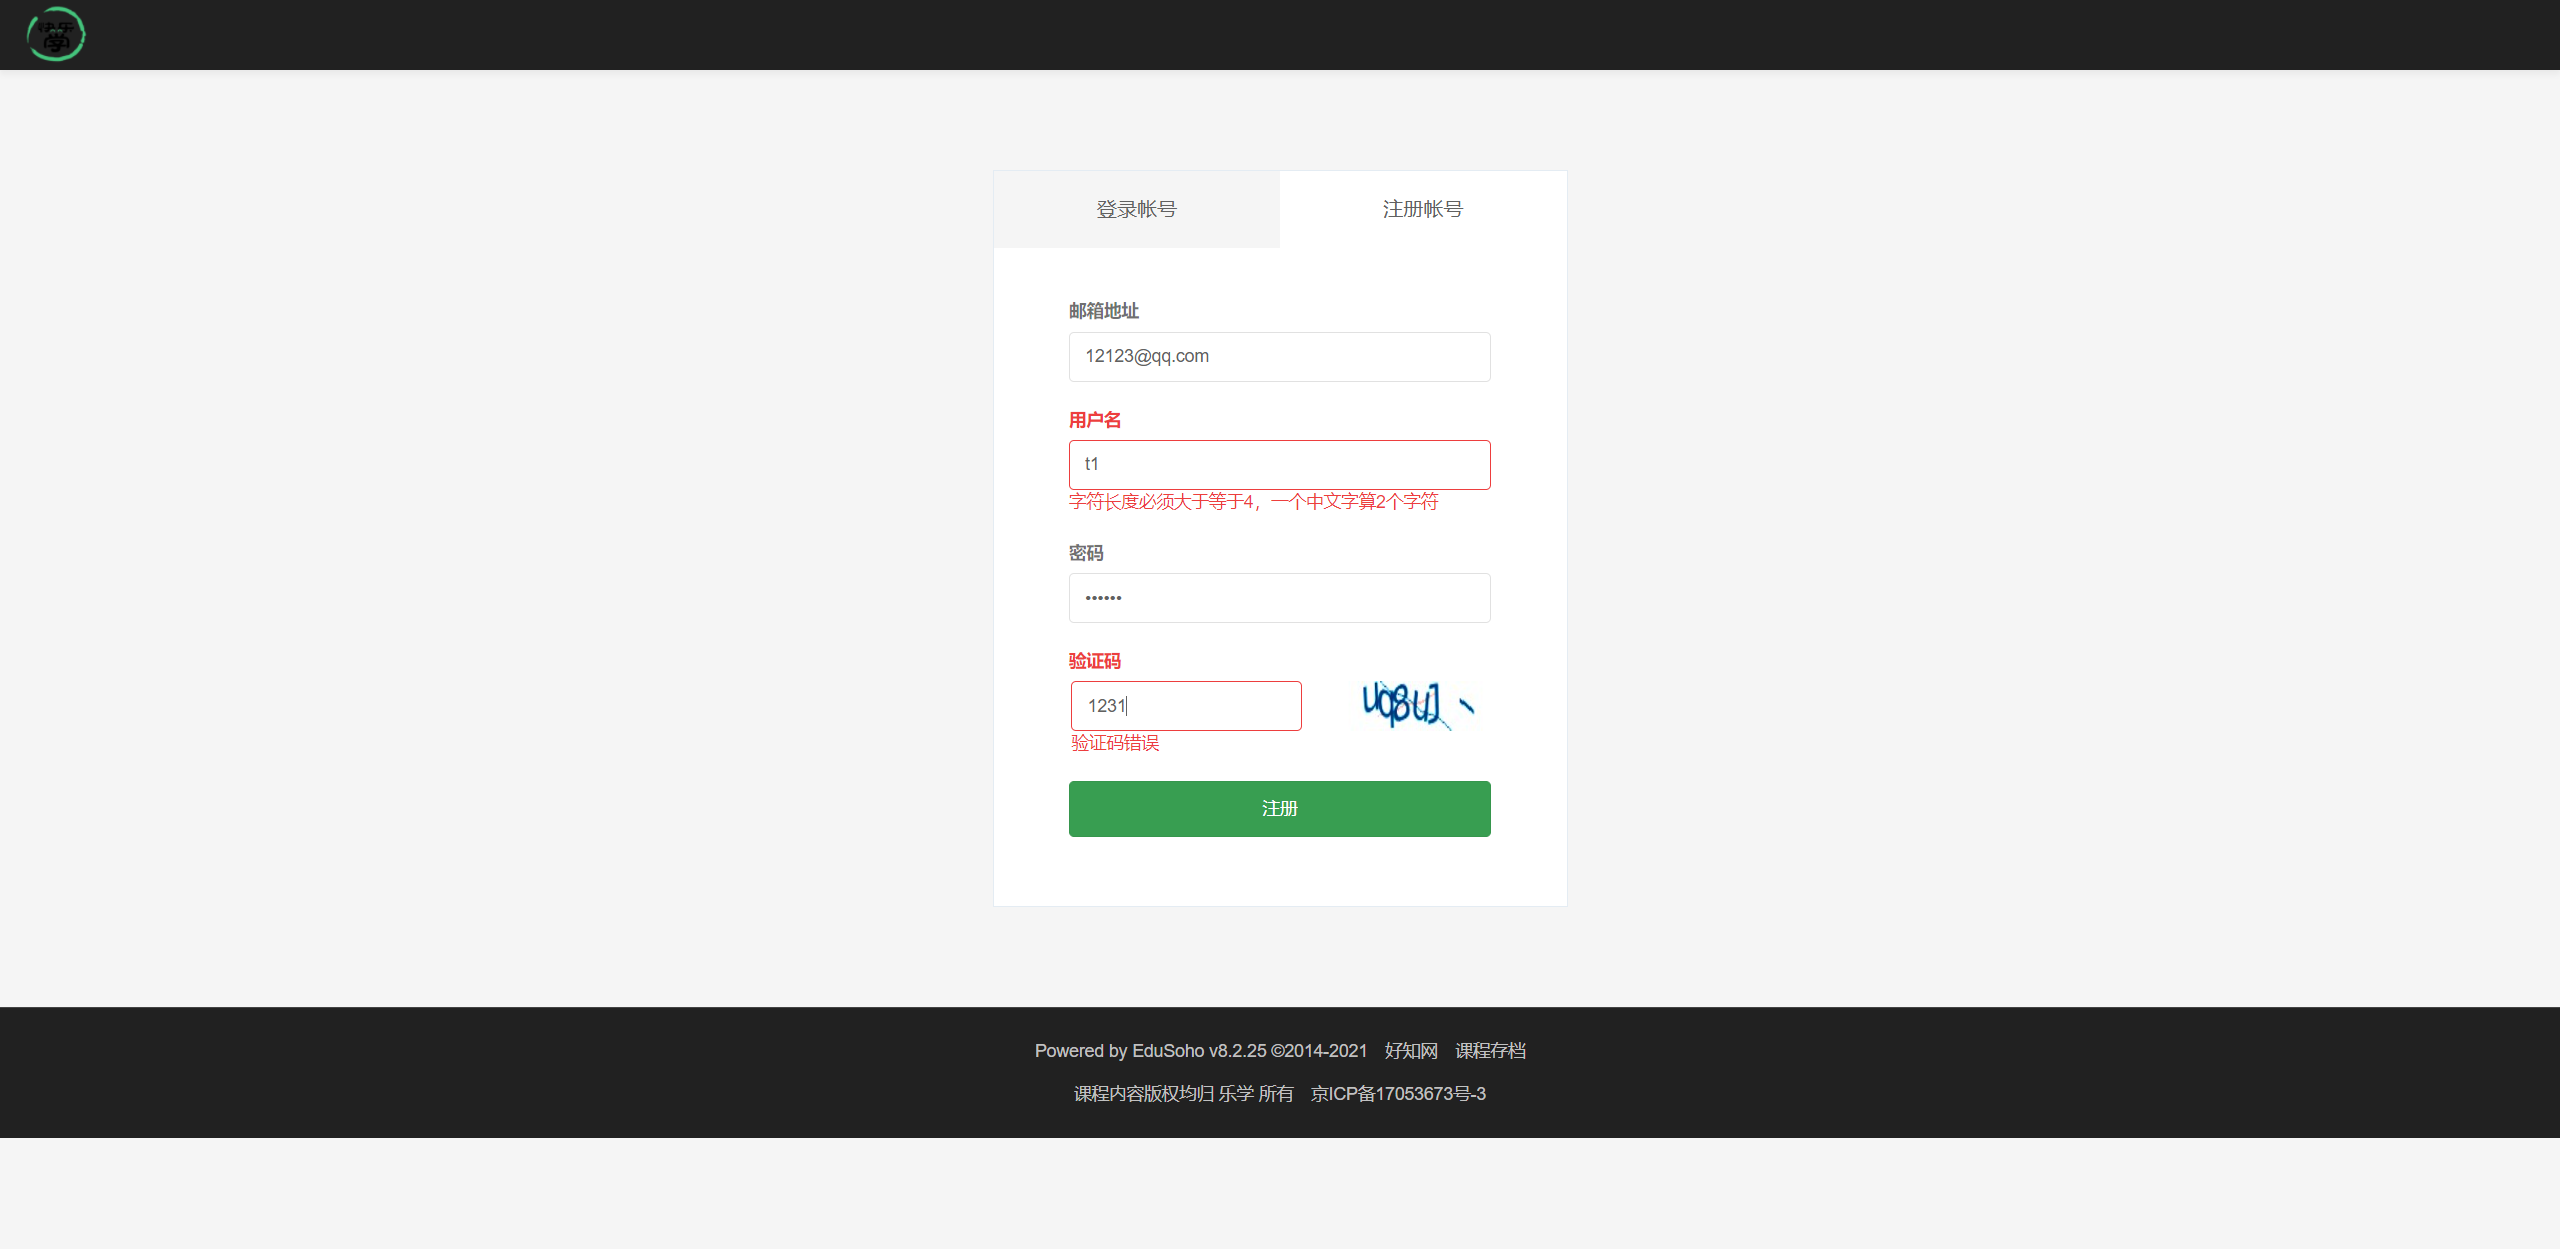 登录帐号
注册帐号
邮箱地址
12123@qq.com
用户名
t1
字符长度必须大于等于4，一个中文字算2个字符
密码
••••••
验证码
1231
验证码错误
注册
Powered by EduSoho v8.2.25 ©2014-2021 好知网 课程存档
课程内容版权均归 乐学 所有 京ICP备17053673号-3